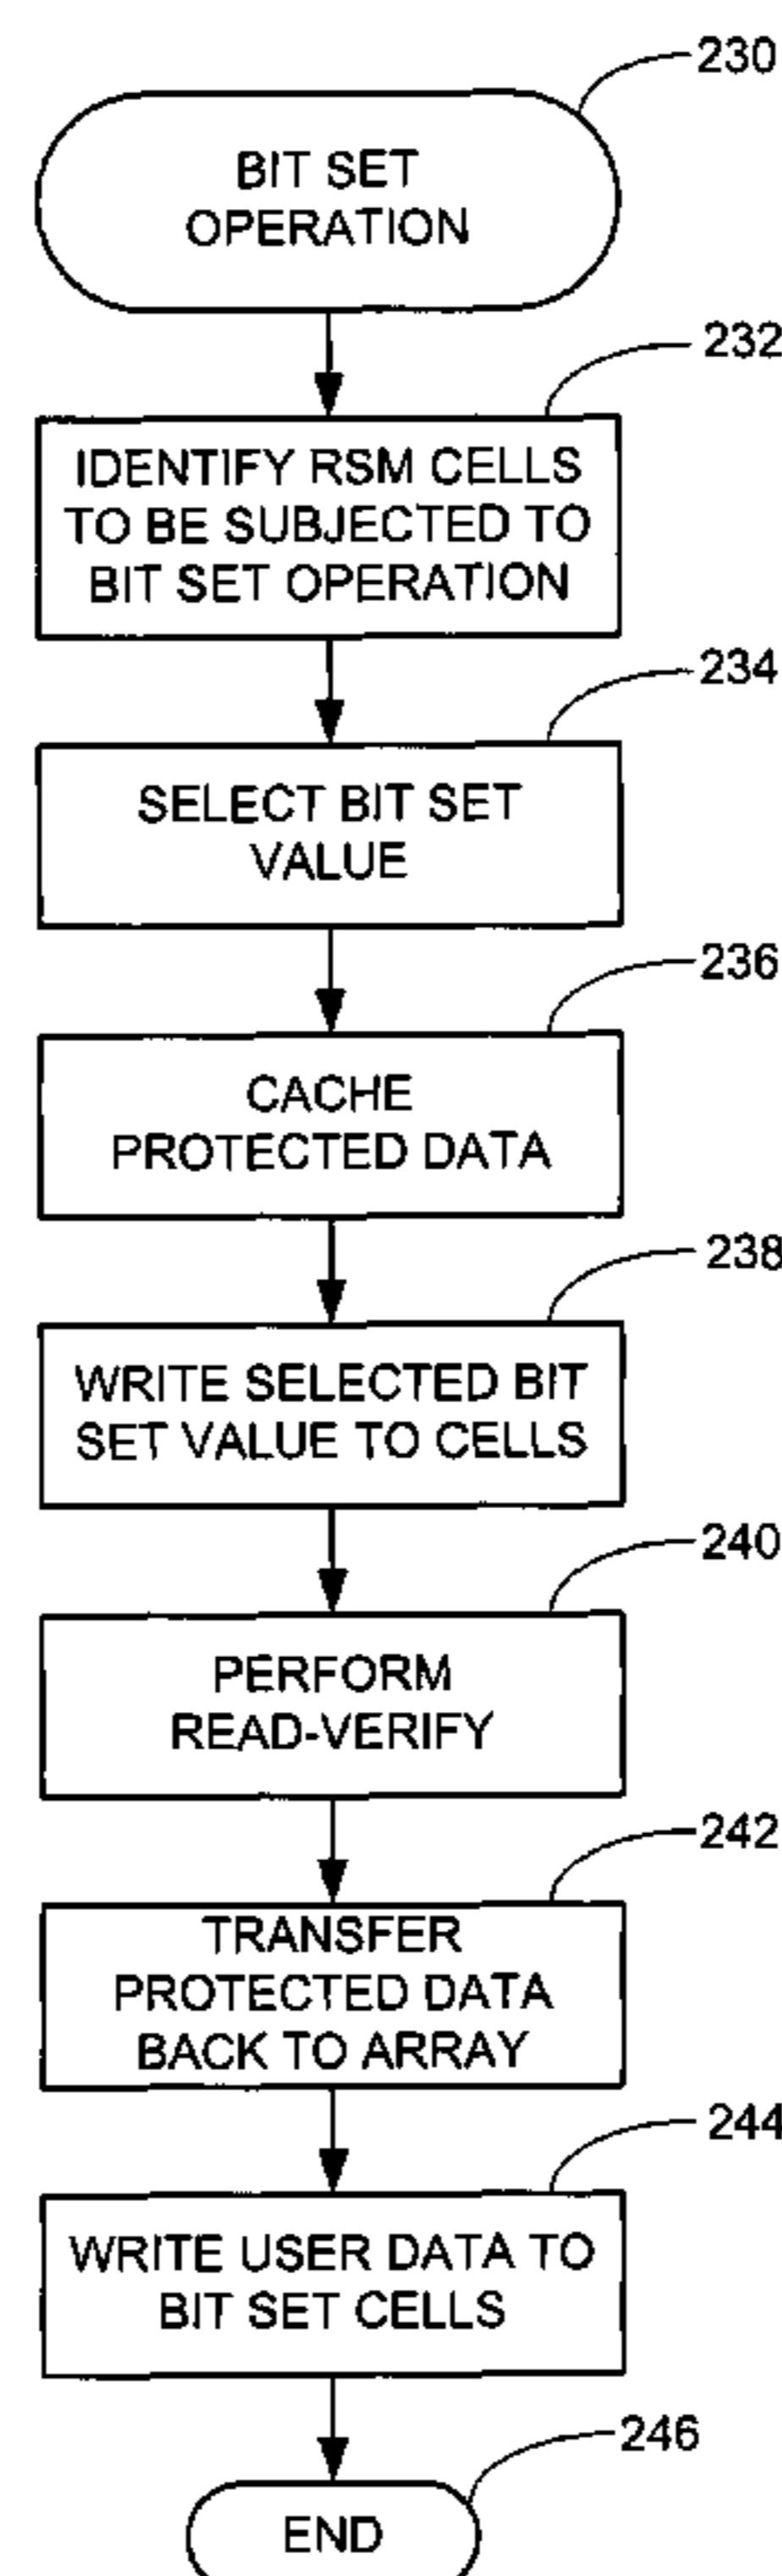 230
BIT SET
OPERATION
232
IDENTIFY RSM CELLS
TO BE SUBJECTED TO
BIT SET OPERATION
234
SELECT BIT SET
VALUE
236
CACHE
PROTECTED DATA
238
WRITE SELECTED BIT
SET VALUE TO CELLS
240
PERFORM
READ-VERIFY
242
TRANSFER
PROTECTED DATA
BACK TO ARRAY
244
WRITE USER DATA TO
BIT SET CELLS
246
END